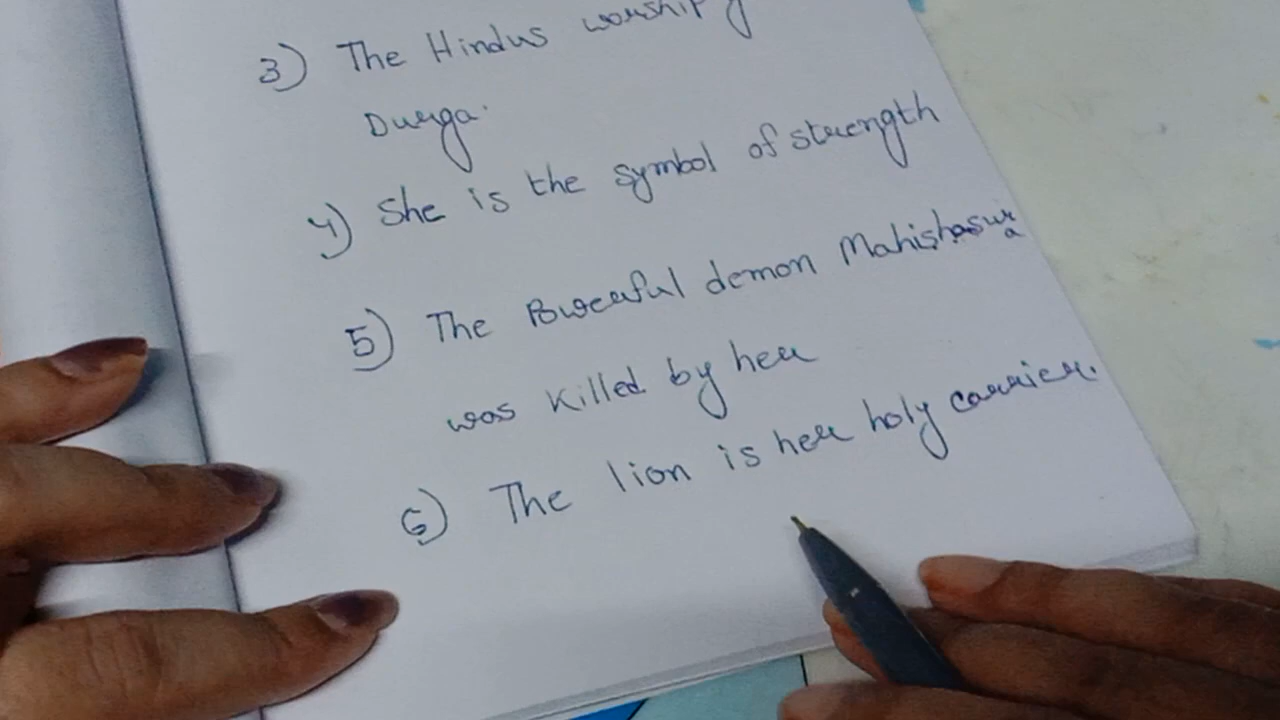 3) The Hindus worship
Durga.
4) She is the symbol of strength
5) The Powerful demon Mahishasura
was killed by her
6) The lion is her holy carrier.